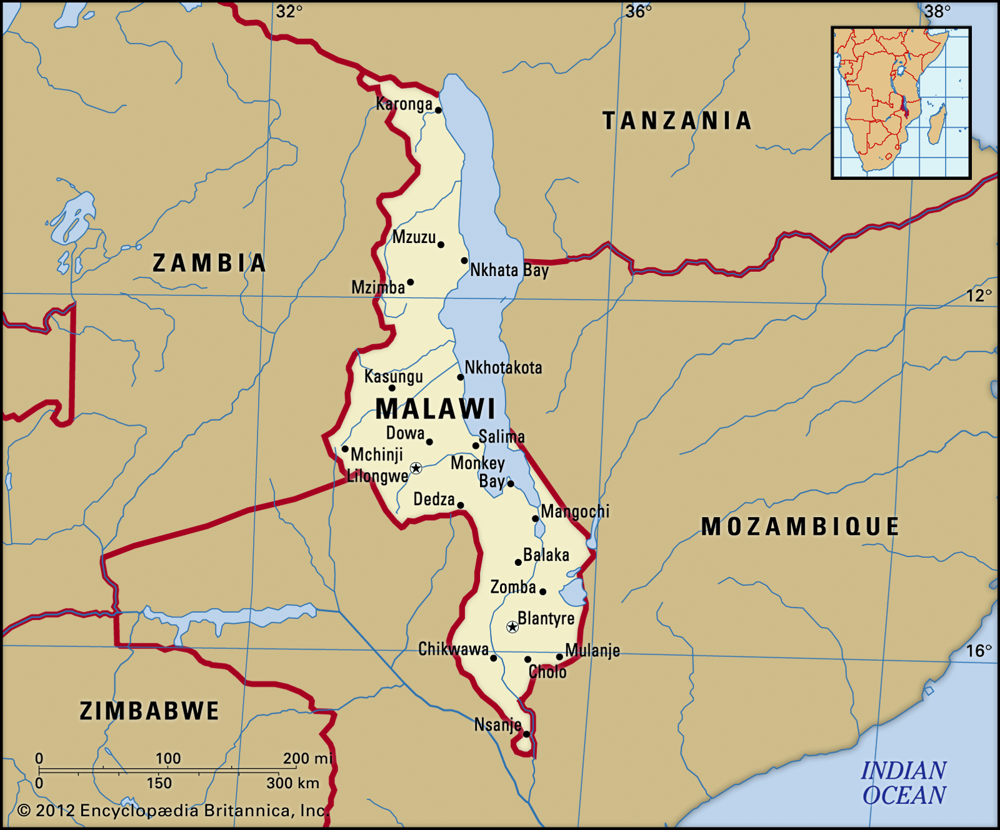 32°
36°
38°
Karonga
TANZANIA
Mzuzu
ZAMBIA
Nkhata Bay
Mzimba
12°
Nkhotakota
Kasungu
MALAWI
Dowa
Salima
Mchinji
Monkey
Bay
Lilongwe
Dedza
Mangochi
MOZAMBIQUE
Balaka
Zomba
Blantyre
Chikwawa
Mulanje
16°
Cholo
ZIMBABWE
Nsanje
0 100 200 mi
0 150 300 km
INDIAN
OCEAN
© 2012 Encyclopædia Britannica, Inc.